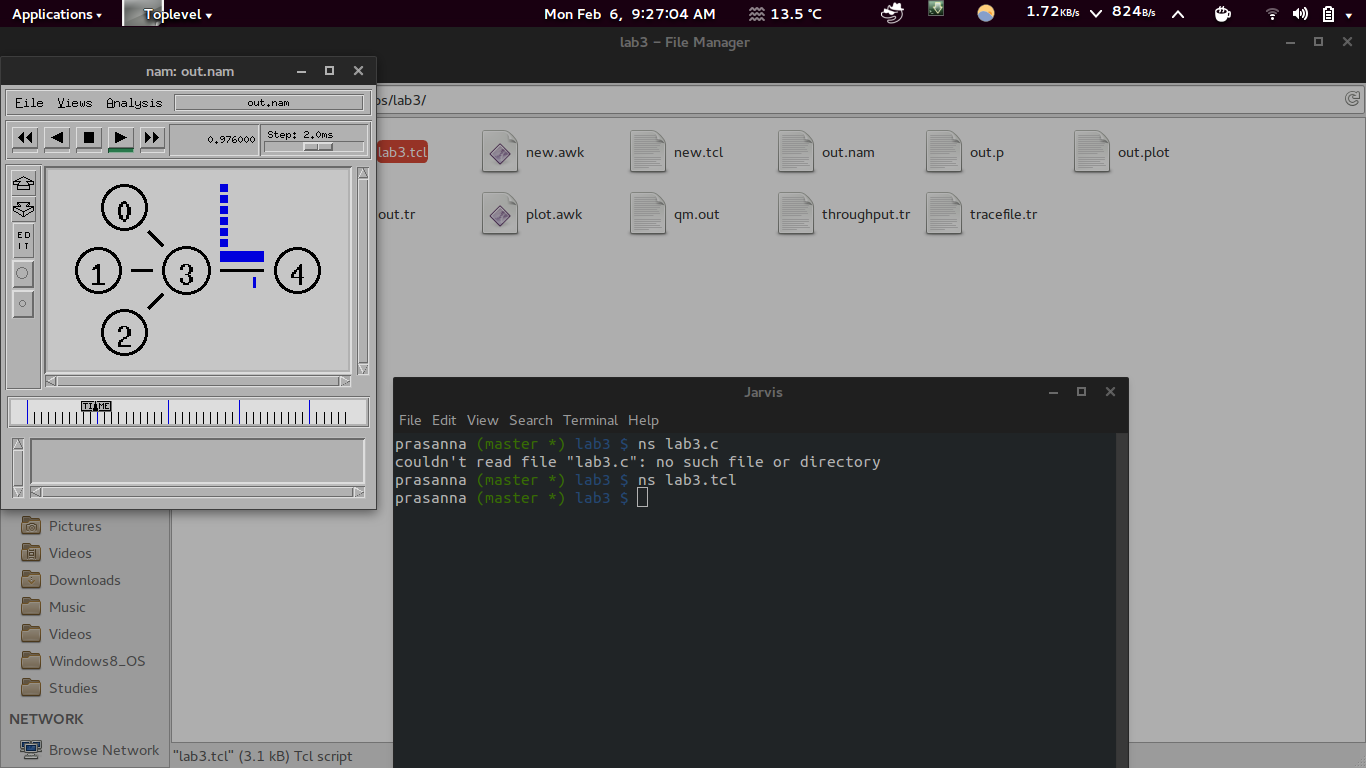 Applications Toplevel Mon Feb 6, 9:27:04 AM 13.5 °C 1.72KB/s 824B/s
lab3 – File Manager
nam: out.nam
File Views Analysis out.nam
0.976000 Step: 2.0ms
ED
IT
0
1 3 4
2
TIME
os/lab3/
lab3.tcl new.awk new.tcl out.nam out.p out.plot
out.tr plot.awk qm.out throughput.tr tracefile.tr
Jarvis
File Edit View Search Terminal Help
prasanna (master *) lab3 $ ns lab3.c
couldn't read file "lab3.c": no such file or directory
prasanna (master *) lab3 $ ns lab3.tcl
prasanna (master *) lab3 $
Pictures
Videos
Downloads
Music
Videos
Windows8_OS
Studies
NETWORK
Browse Network
"lab3.tcl" (3.1 kB) Tcl script